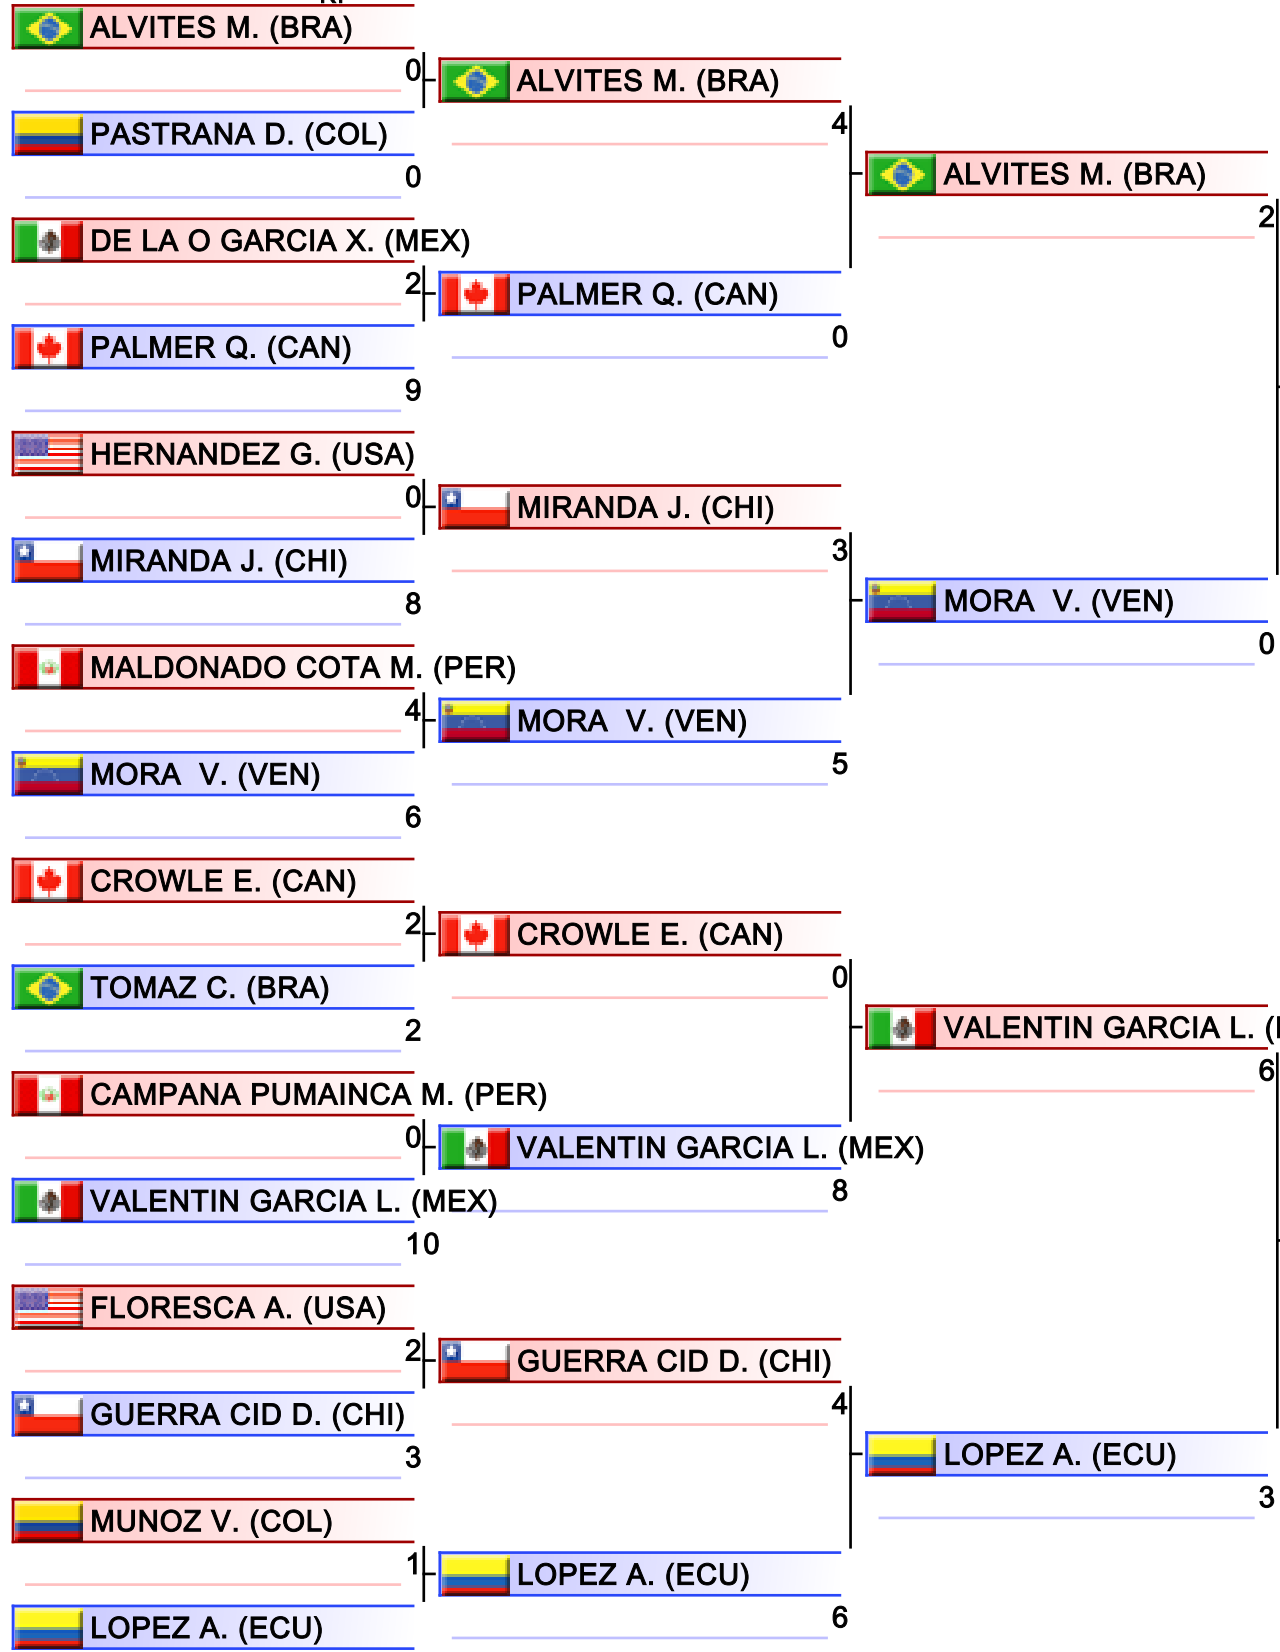 ALVITES M. (BRA)
0
PASTRANA D. (COL)
0
DE LA O GARCIA X. (MEX)
2
PALMER Q. (CAN)
9
HERNANDEZ G. (USA)
0
MIRANDA J. (CHI)
8
MALDONADO COTA M. (PER)
4
MORA V. (VEN)
6
CROWLE E. (CAN)
2
TOMAZ C. (BRA)
2
CAMPANA PUMAINCA M. (PER)
0
VALENTIN GARCIA L. (MEX)
10
FLORESCA A. (USA)
2
GUERRA CID D. (CHI)
3
MUNOZ V. (COL)
1
LOPEZ A. (ECU)
ALVITES M. (BRA)
4
PALMER Q. (CAN)
0
MIRANDA J. (CHI)
3
MORA V. (VEN)
5
CROWLE E. (CAN)
0
VALENTIN GARCIA L. (MEX)
8
GUERRA CID D. (CHI)
4
LOPEZ A. (ECU)
6
ALVITES M. (BRA)
2
MORA V. (VEN)
0
VALENTIN GARCIA L.
6
LOPEZ A. (ECU)
3